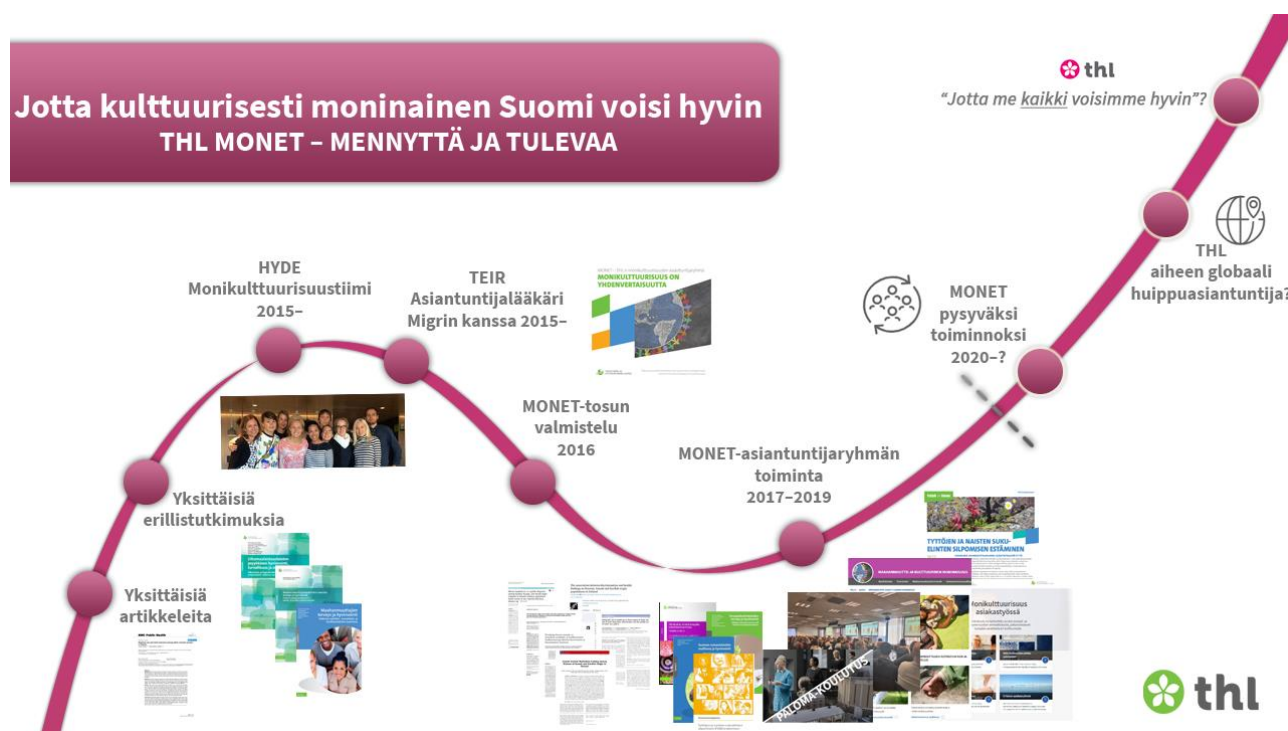 Jotta kulttuurisesti moninainen Suomi voisi hyvin
THL MONET – MENNYTTÄ JA TULEVAA
thl
“Jotta me kaikki voisimme hyvin”?
THL
aiheen globaali
huippuasiantuntija?
HYDE
Monikulttuurisuustiimi
2015–
TEIR
Asiantuntijalääkäri
Migrin kanssa 2015–
MONIKULTTUURISUUS ON
YHDENVERTAISUUTTA
MONET
pysyväksi
toiminnoksi
2020–?
MONET-tosun
valmistelu
2016
MONET-asiantuntijaryhmän
toiminta
2017–2019
Yksittäisiä
erillistutkimuksia
Yksittäisiä
artikkeleita
TYTTÖJEN JA NAISTEN SUKU-
ELINTEN SILPOMISEN ESTÄMINEN
Monikulttuurisuus
asiakastyössä
PALOMA-KOULUTUS
thl